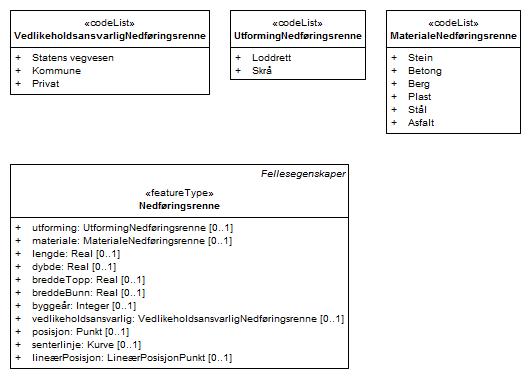 «codeList»
VedlikeholdsansvarligNedføringsrenne
+ Statens vegvesen
+ Kommune
+ Privat
«codeList»
UtformingNedføringsrenne
+ Loddrett
+ Skrå
«codeList»
MaterialeNedføringsrenne
+ Stein
+ Betong
+ Berg
+ Plast
+ Stål
+ Asfalt
Fellesegenskaper
«featureType»
Nedføringsrenne
+ utforming: UtformingNedføringsrenne [0..1]
+ materiale: MaterialeNedføringsrenne [0..1]
+ lengde: Real [0..1]
+ dybde: Real [0..1]
+ breddeTopp: Real [0..1]
+ breddeBunn: Real [0..1]
+ byggeår: Integer [0..1]
+ vedlikeholdsansvarlig: VedlikeholdsansvarligNedføringsrenne [0..1]
+ posisjon: Punkt [0..1]
+ senterlinje: Kurve [0..1]
+ lineærPosisjon: LineærPosisjonPunkt [0..1]